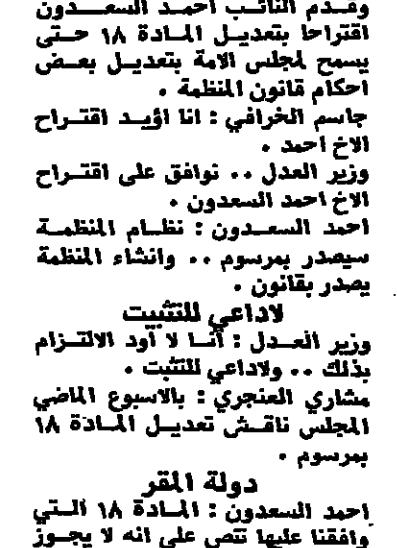 وقدم النائب احمد السعدون
اقتراحا بتعديل المادة ١٨ حتى
يسمح لمجلس الامة بتعديل بعض
احكام قانون المنظمة .
جاسم الخرافي : انا اؤيد اقتراح
الاخ احمد .
وزير العدل .. نوافق على اقتراح
الاخ احمد السعدون .
احمد السعدون : نظام المنظمة
سيصدر بمرسوم .. وانشاء المنظمة
يصدر بقانون .
لاداعي للتثبيت
وزير العدل : أنا لا أود الالتزام
بذلك .. ولاداعي للتثبت .
مشاري العنجري : بالاسبوع الماضي
المجلس ناقش تعديل المادة ١٨
بمرسوم .
دولة المقر
احمد السعدون : المادة ١٨ التي
وافقنا عليها تنص على انه لا يجوز